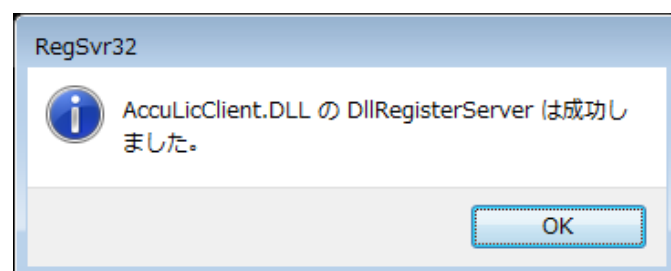 RegSvr32
AccuLicClient.DLL の DllRegisterServer は成功し
ました。
OK